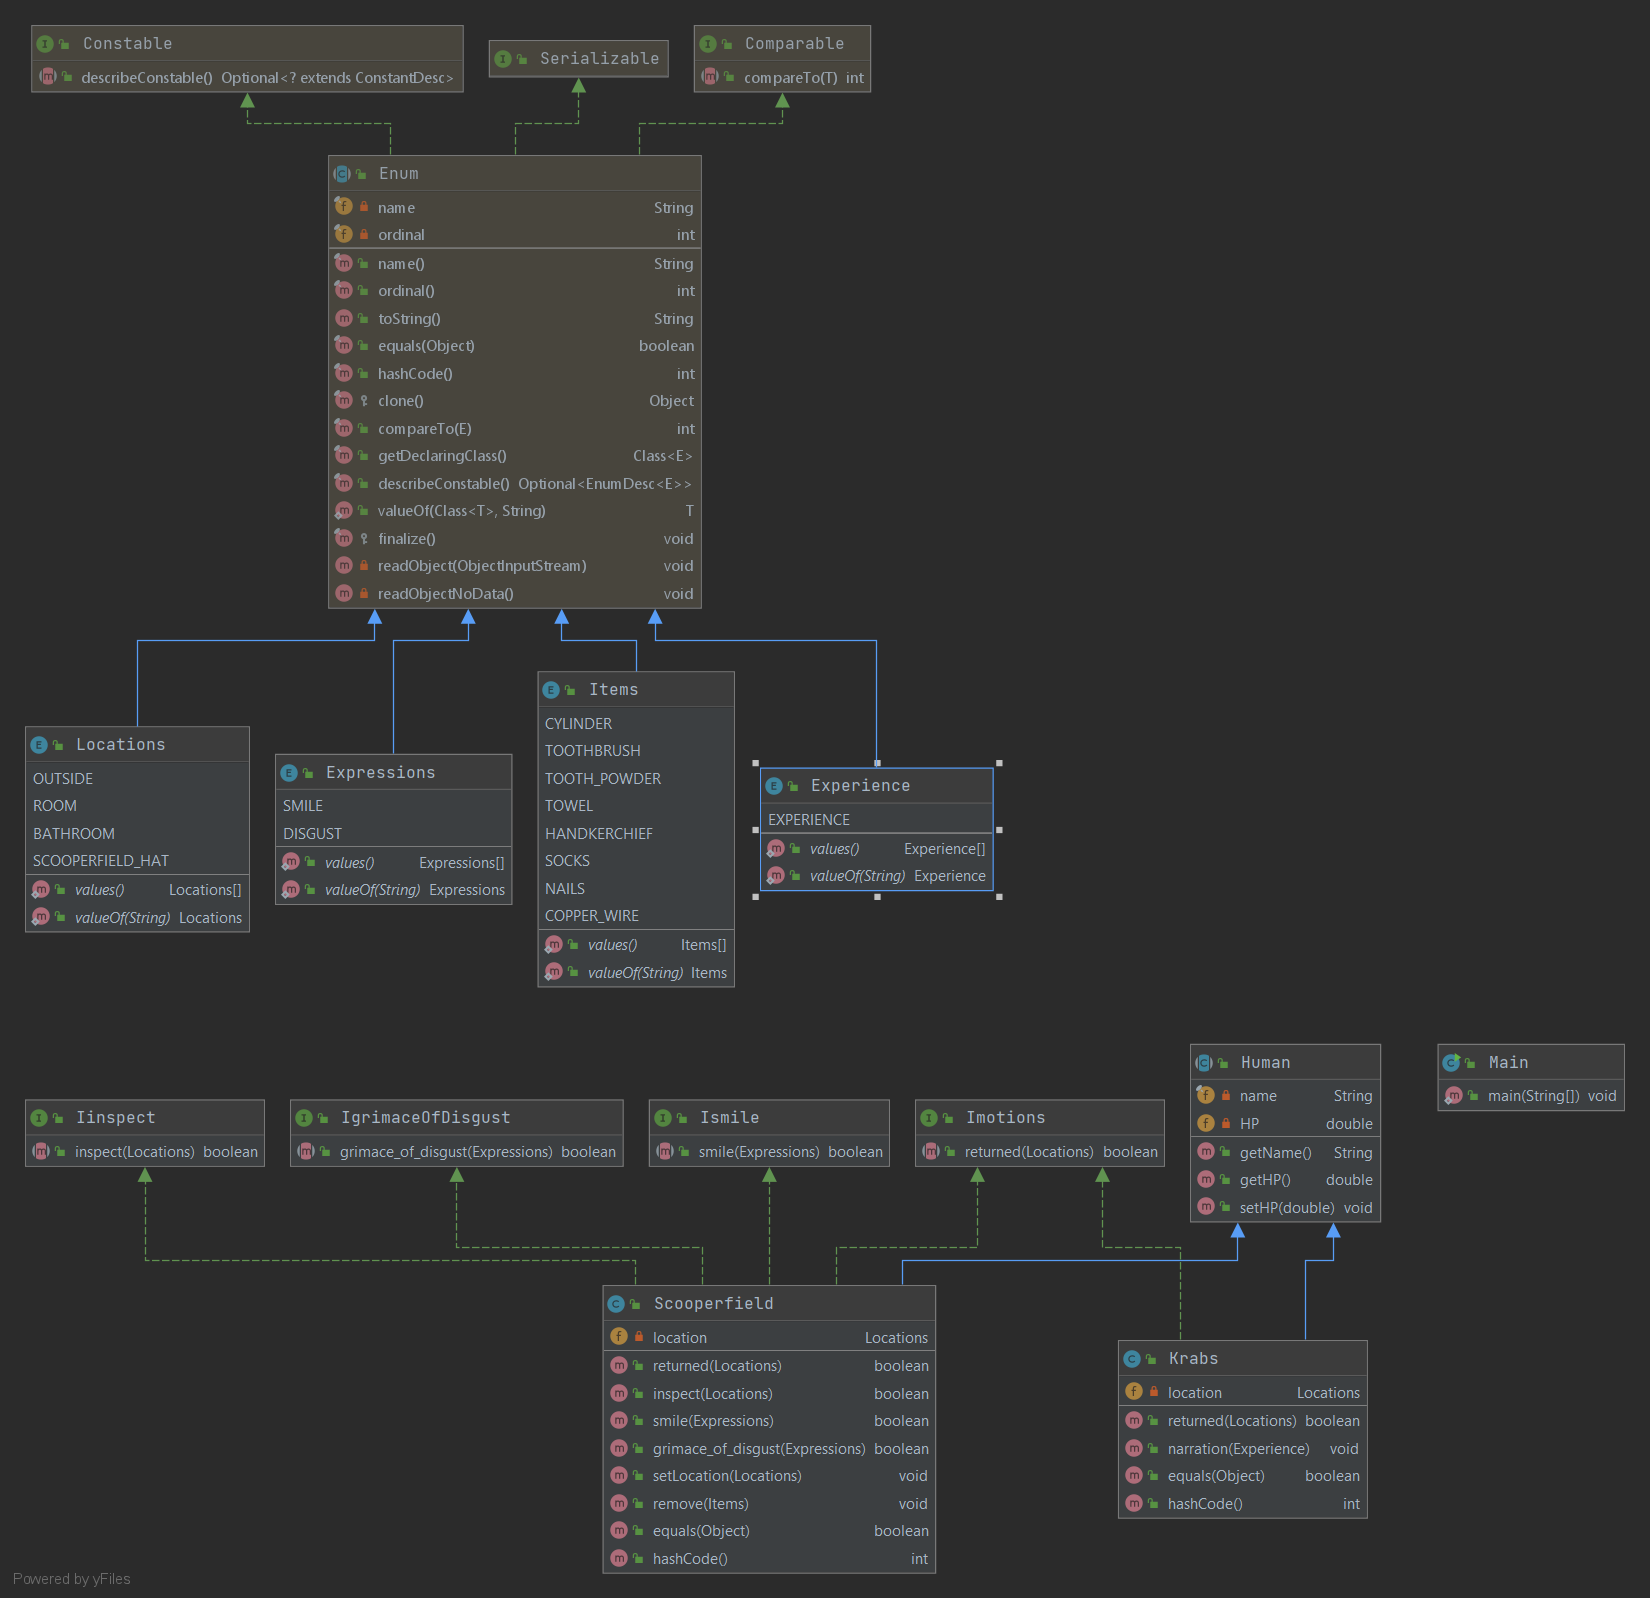 Constable
describeConstable() Optional<? extends ConstantDesc>
Serializable
Comparable
compareTo(T) int
Enum
name String
ordinal int
name() String
ordinal() int
toString() String
equals(Object) boolean
hashCode() int
clone() Object
compareTo(E) int
getDeclaringClass() Class<E>
describeConstable() Optional<EnumDesc<E>>
valueOf(Class<T>, String) T
finalize() void
readObject(ObjectInputStream) void
readObjectNoData() void
Locations
OUTSIDE
ROOM
BATHROOM
SCOOPERFIELD_HAT
values() Locations[]
valueOf(String) Locations
Expressions
SMILE
DISGUST
values() Expressions[]
valueOf(String) Expressions
Items
CYLINDER
TOOTHBRUSH
TOOTH_POWDER
TOWEL
HANDKERCHIEF
SOCKS
NAILS
COPPER_WIRE
values() Items[]
valueOf(String) Items
Experience
EXPERIENCE
values() Experience[]
valueOf(String) Experience
Iinspect
inspect(Locations) boolean
IgrimaceOfDisgust
grimace_of_disgust(Expressions) boolean
Ismile
smile(Expressions) boolean
Imotions
returned(Locations) boolean
Human
name String
HP double
getName() String
getHP() double
setHP(double) void
Main
main(String[]) void
Scooperfield
location Locations
returned(Locations) boolean
inspect(Locations) boolean
smile(Expressions) boolean
grimace_of_disgust(Expressions) boolean
setLocation(Locations) void
remove(Items) void
equals(Object) boolean
hashCode() int
Krabs
location Locations
returned(Locations) boolean
narration(Experience) void
equals(Object) boolean
hashCode() int
Powered by yFiles